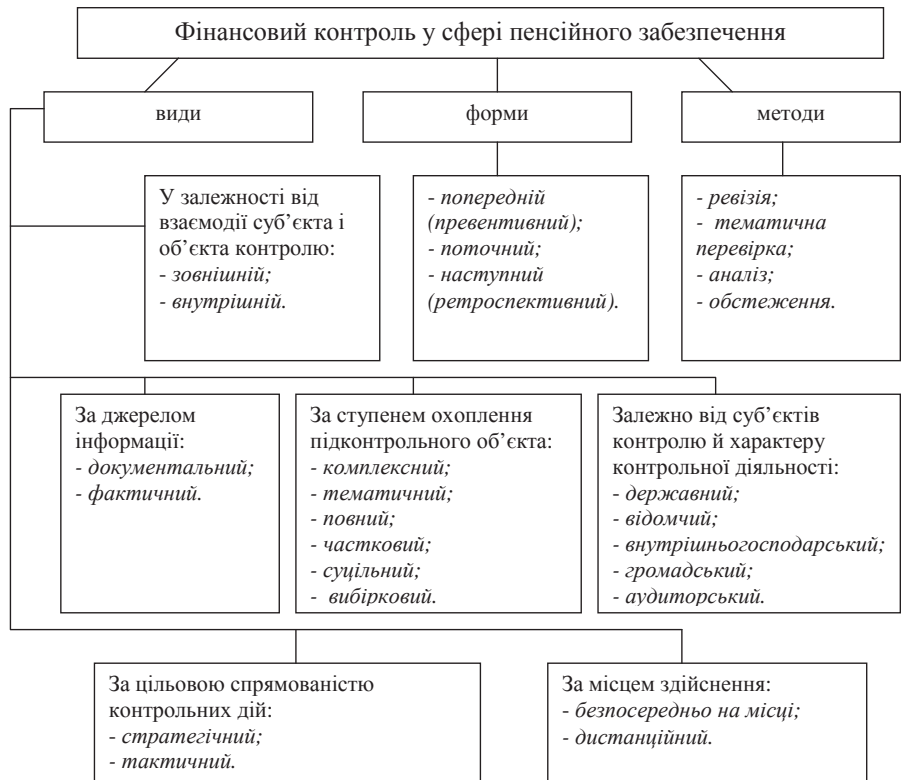 Фінансовий контроль у сфері пенсійного забезпечення
види
форми
методи
У залежності від
взаємодії суб’єкта і
об’єкта контролю:
- зовнішній;
- внутрішній.
- попередній
(превентивний);
- поточний;
- наступний
(ретроспективний).
- ревізія;
- тематична
перевірка;
- аналіз;
- обстеження.
За джерелом
інформації:
- документальний;
- фактичний.
За ступенем охоплення
підконтрольного об’єкта:
- комплексний;
- тематичний;
- повний;
- частковий;
- суцільний;
- вибірковий.
Залежно від суб’єктів
контролю й характеру
контрольної діяльності:
- державний;
- відомчий;
- внутрішньогосподарський;
- громадський;
- аудиторський.
За цільовою спрямованістю
контрольних дій:
- стратегічний;
- тактичний.
За місцем здійснення:
- безпосередньо на місці;
- дистанційний.